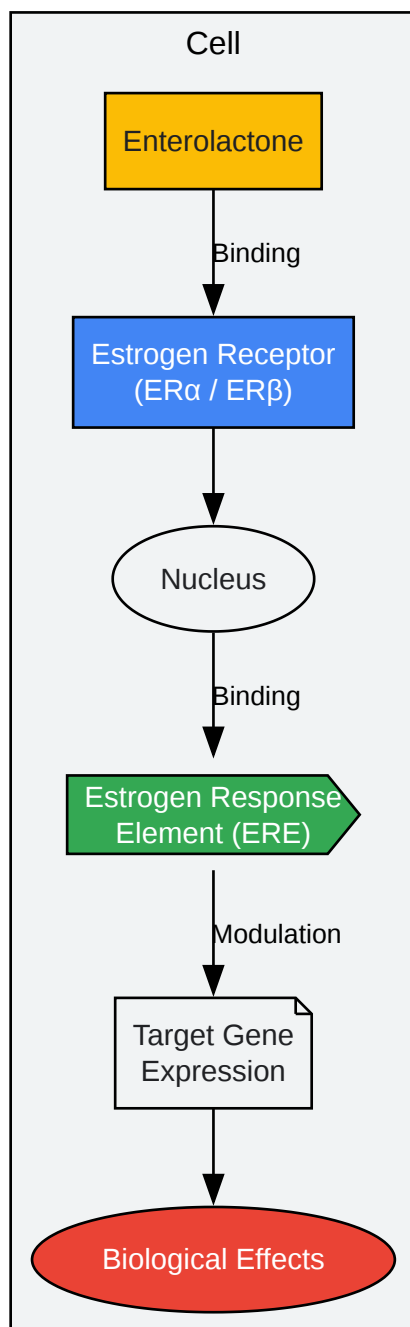 Cell
Enterolactone
Binding
Estrogen Receptor
(ERα / ERβ)
Nucleus
Binding
Estrogen Response
Element (ERE)
Modulation
Target Gene
Expression
Biological Effects